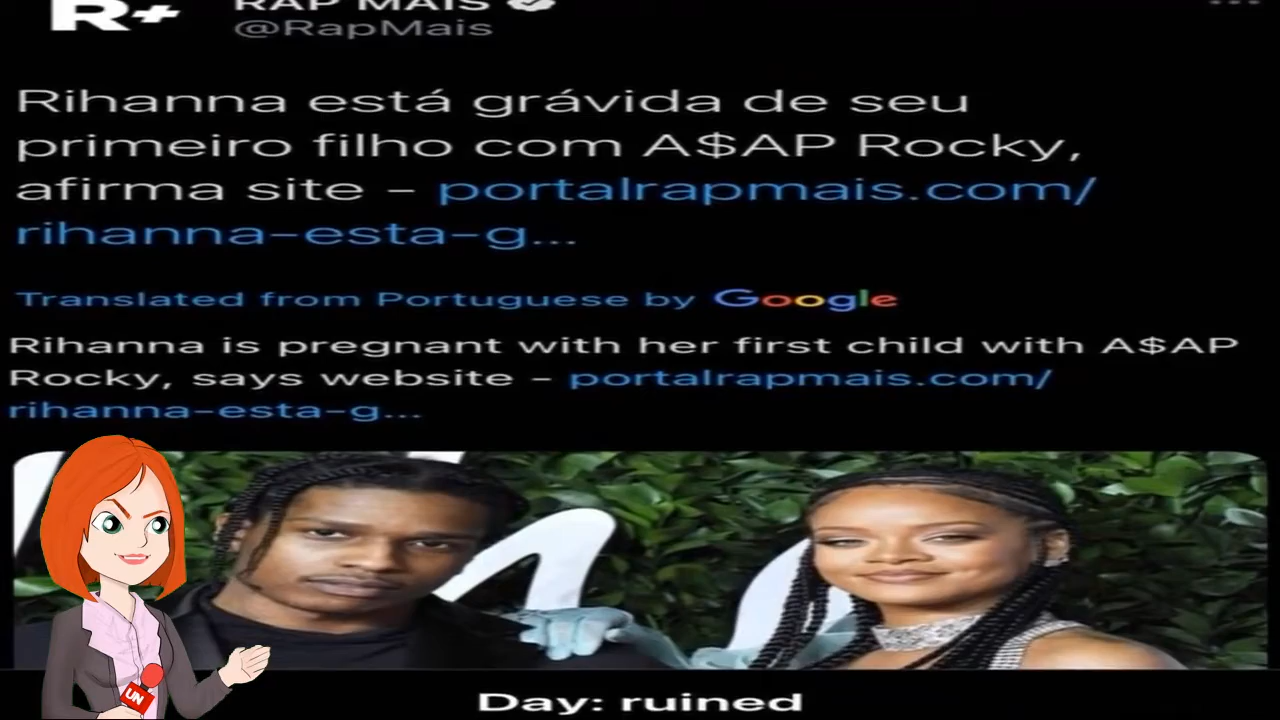 R+ RAP MAIS
@RapMais
Rihanna está grávida de seu
primeiro filho com A$AP Rocky,
afirma site - portalrapmais.com/
rihanna-esta-g...
Translated from Portuguese by Google
Rihanna is pregnant with her first child with A$AP
Rocky, says website - portalrapmais.com/
rihanna-esta-g...
UN
Day: ruined